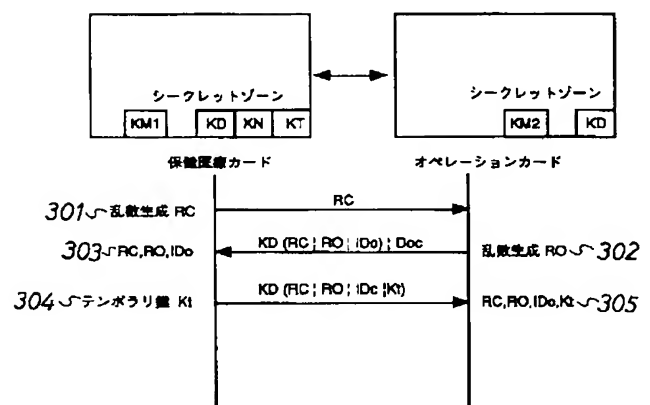 シークレットゾーン
KM1 KD XN KT
保健医療カード
シークレットゾーン
KM2 KD
オペレーションカード
301 乱数生成 RC
RC
303 RC,RO,IDo
KD (RC ¦ RO ¦ IDo) ¦ Doc
乱数生成 RO 302
304 テンポラリ鍵 Kt
KD (RC ¦ RO ¦ IDc ¦Kt)
RC,RO,IDo,Kt 305